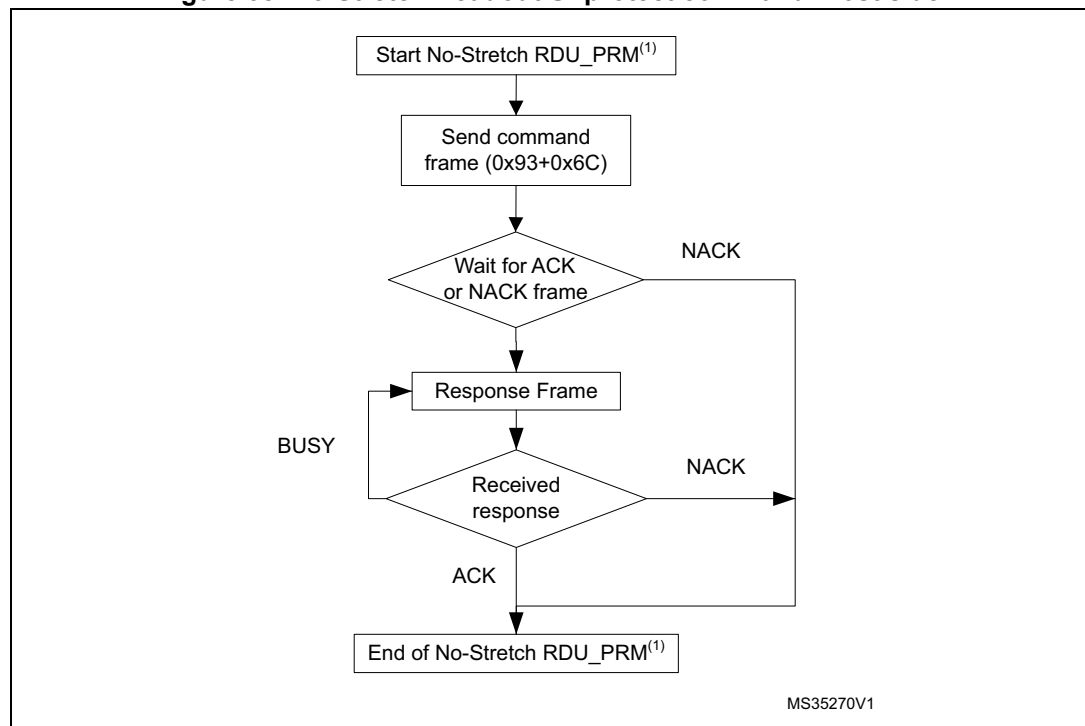 Start No-Stretch RDU_PRM(1)
Send command
frame (0x93+0x6C)
NACK
Wait for ACK
or NACK frame
Response Frame
BUSY
NACK
Received
response
ACK
End of No-Stretch RDU_PRM(1)
MS35270V1